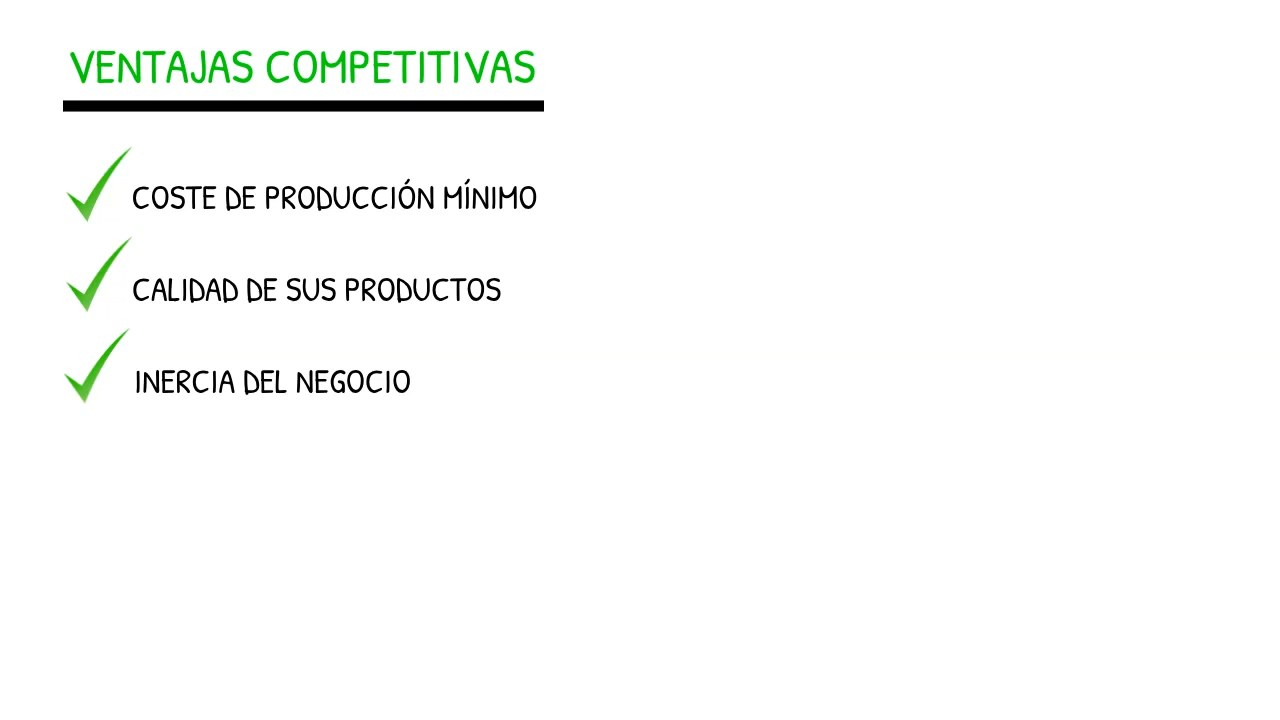 VENTAJAS COMPETITIVAS
COSTE DE PRODUCCIÓN MÍNIMO
CALIDAD DE SUS PRODUCTOS
INERCIA DEL NEGOCIO